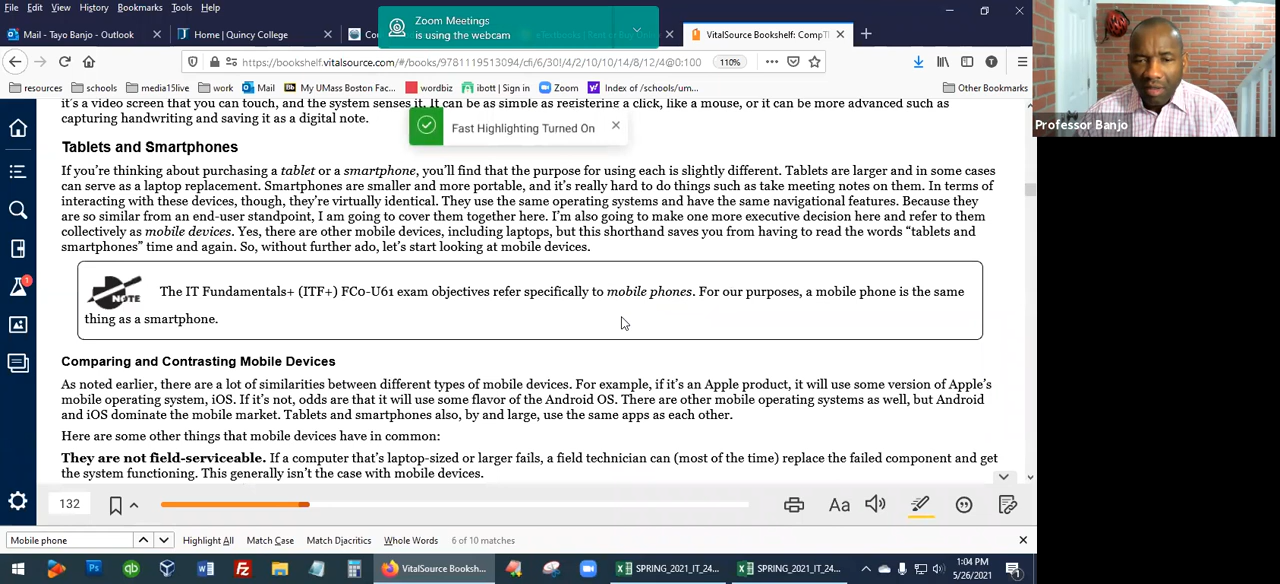 File Edit View History Bookmarks Tools Help
Zoom Meetings
is using the webcam
Mail - Tayo Banjo - Outlook
Home | Quincy College
VitalSource Bookshelf: CompT
https://bookshelf.vitalsource.com/#/books/9781119513094/cfi/6/30!/4/2/10/10/14/8/12/4@0:100
110%
resources schools media15live work Mail My UMass Boston Fac... wordbiz ibott | Sign in Zoom Index of /schools/um... Other Bookmarks
it's a video screen that you can touch, and the system senses it. It can be as simple as registering a click, like a mouse, or it can be more advanced such as
capturing handwriting and saving it as a digital note.
Fast Highlighting Turned On
Professor Banjo
Tablets and Smartphones
If you're thinking about purchasing a tablet or a smartphone, you'll find that the purpose for using each is slightly different. Tablets are larger and in some cases
can serve as a laptop replacement. Smartphones are smaller and more portable, and it's really hard to do things such as take meeting notes on them. In terms of
interacting with these devices, though, they're virtually identical. They use the same operating systems and have the same navigational features. Because they
are so similar from an end-user standpoint, I am going to cover them together here. I'm also going to make one more executive decision here and refer to them
collectively as mobile devices. Yes, there are other mobile devices, including laptops, but this shorthand saves you from having to read the words “tablets and
smartphones” time and again. So, without further ado, let's start looking at mobile devices.
NOTE
The IT Fundamentals+ (ITF+) FC0-U61 exam objectives refer specifically to mobile phones. For our purposes, a mobile phone is the same
thing as a smartphone.
Comparing and Contrasting Mobile Devices
As noted earlier, there are a lot of similarities between different types of mobile devices. For example, if it's an Apple product, it will use some version of Apple's
mobile operating system, iOS. If it's not, odds are that it will use some flavor of the Android OS. There are other mobile operating systems as well, but Android
and iOS dominate the mobile market. Tablets and smartphones also, by and large, use the same apps as each other.
Here are some other things that mobile devices have in common:
They are not field-serviceable. If a computer that's laptop-sized or larger fails, a field technician can (most of the time) replace the failed component and get
the system functioning. This generally isn't the case with mobile devices.
132
Aa
Mobile phone Highlight All Match Case Match Diacritics Whole Words 6 of 10 matches
VitalSource Booksh...
SPRING_2021_IT_24...
SPRING_2021_IT_24...
1:04 PM
5/26/2021